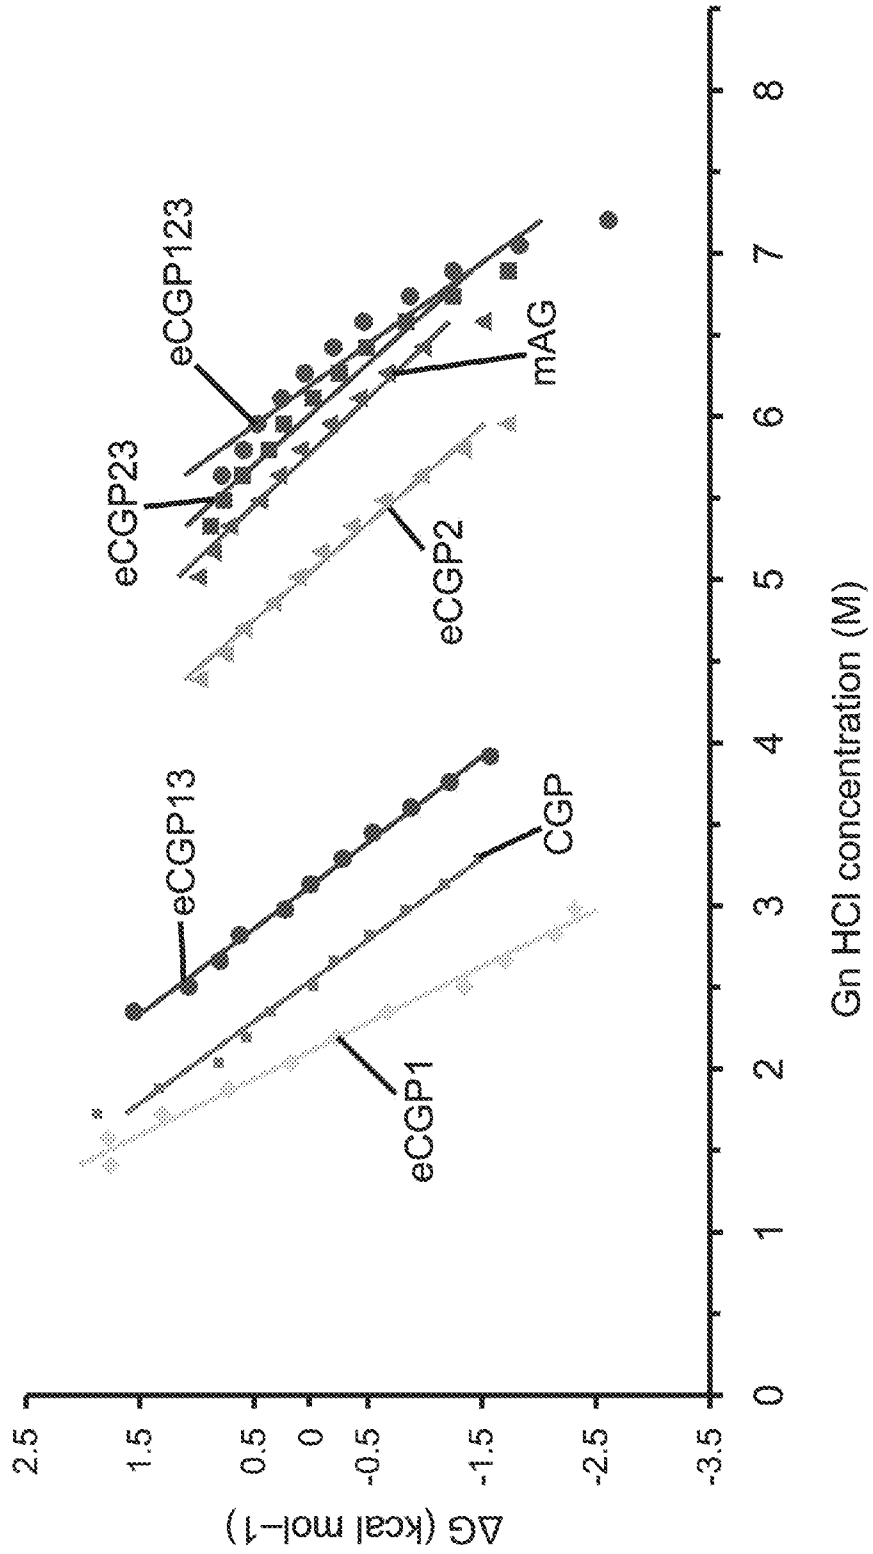 ΔG (kcal mol–1)
2.5
1.5
0.5
0
-0.5
-1.5
-2.5
-3.5
eCGP123
eCGP23
mAG
eCGP2
eCGP13
CGP
eCGP1
0
1
2
3
4
5
6
7
8
Gn HCl concentration (M)